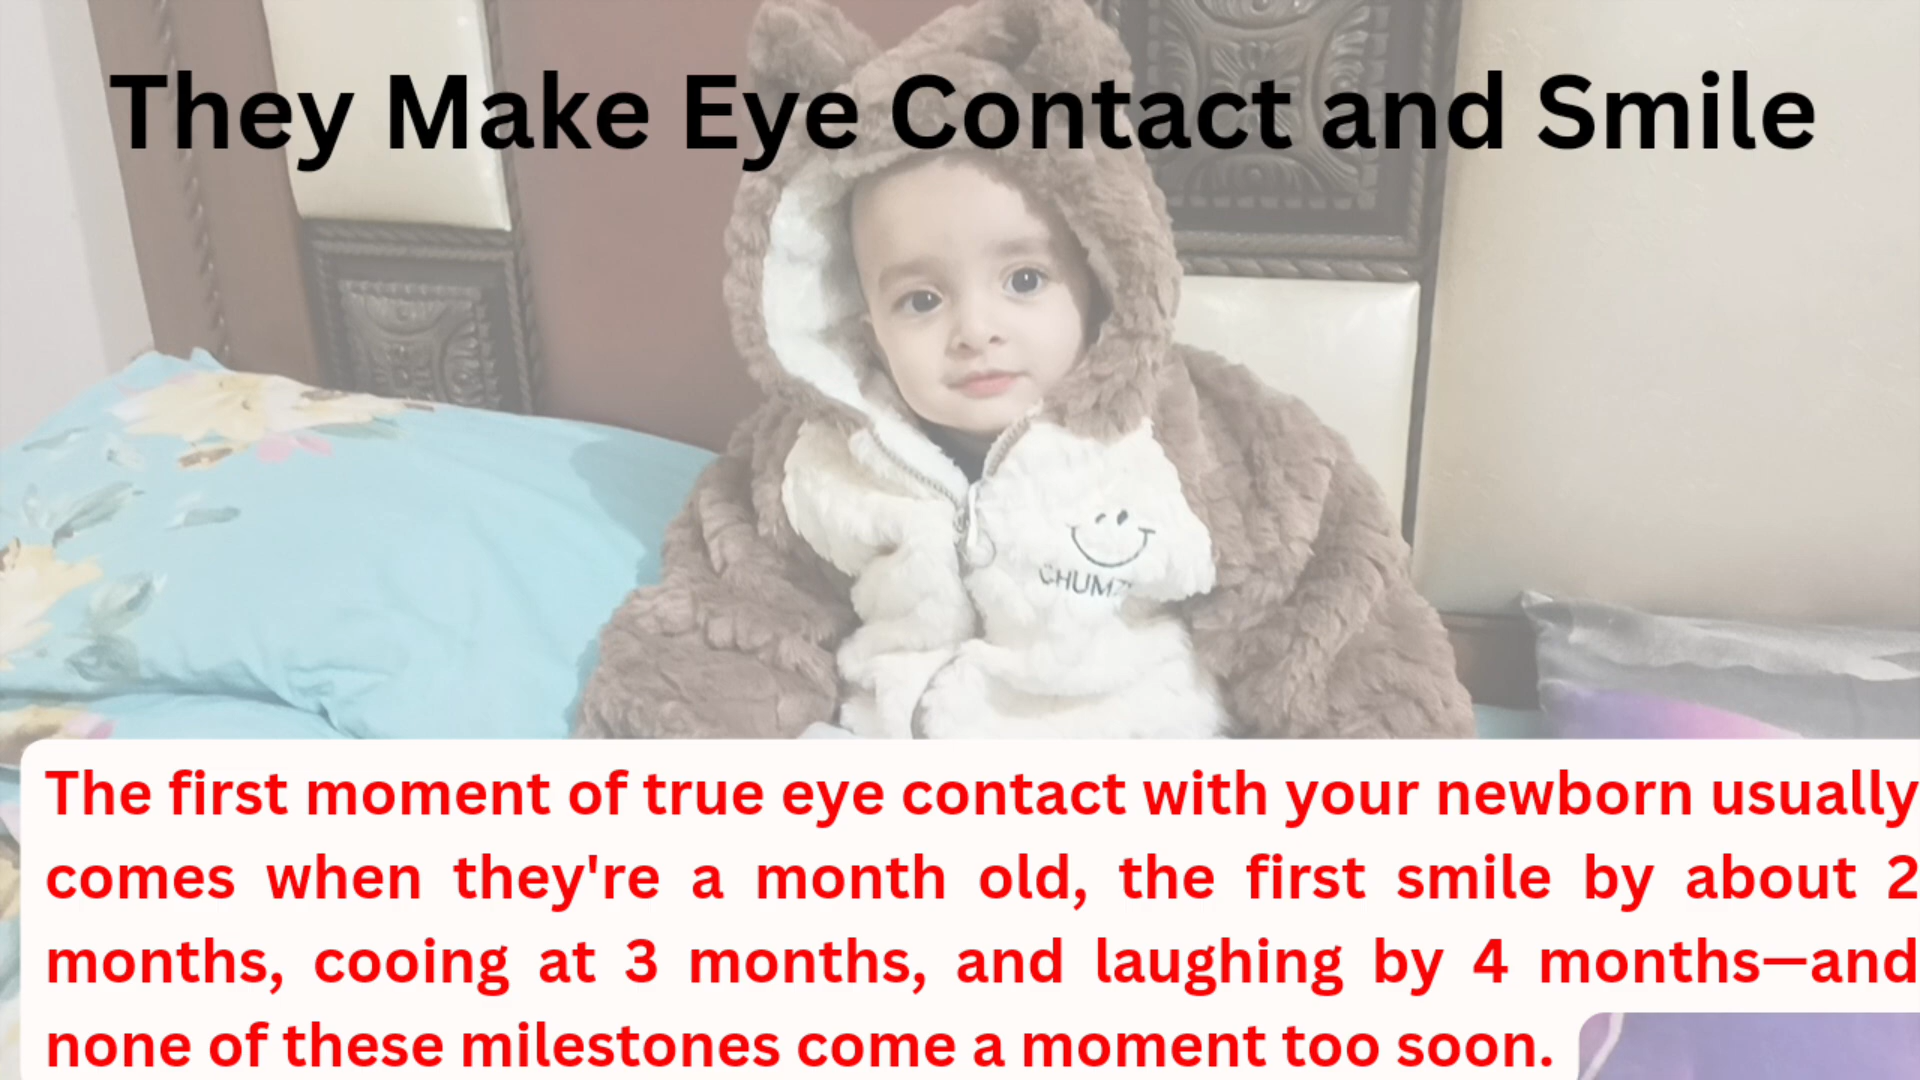 They Make Eye Contact and Smile
The first moment of true eye contact with your newborn usually
comes when they're a month old, the first smile by about 2
months, cooing at 3 months, and laughing by 4 months—and
none of these milestones come a moment too soon.